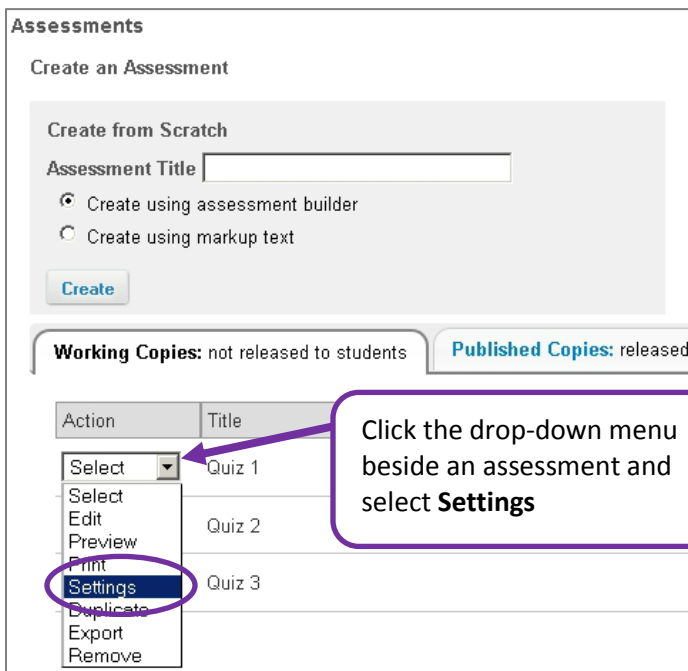 Assessments
Create an Assessment
Create from Scratch
Assessment Title
Create using assessment builder
Create using markup text
Create
Working Copies: not released to students
Published Copies: released
Action
Title
Click the drop-down menu
beside an assessment and
select Settings
Select
Quiz 1
Select
Edit
Quiz 2
Preview
Print
Settings
Quiz 3
Duplicate
Export
Remove